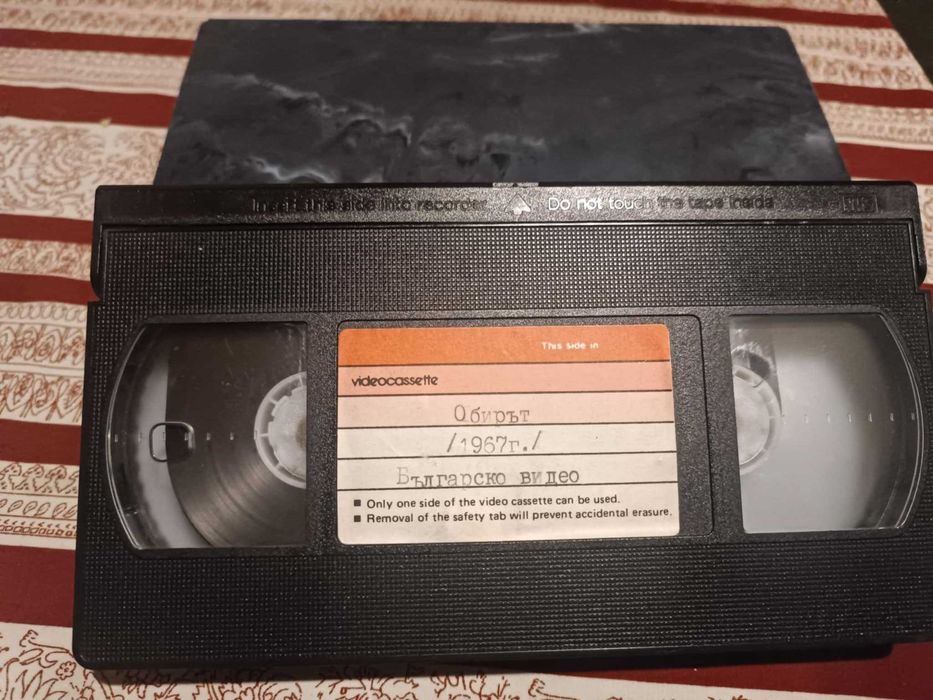 Insert this side into recorder Do not touch the tape inside VHS
This side in
videocassette
Обирът
/1967г./
Българско видео
■ Only one side of the video cassette can be used.
■ Removal of the safety tab will prevent accidental erasure.